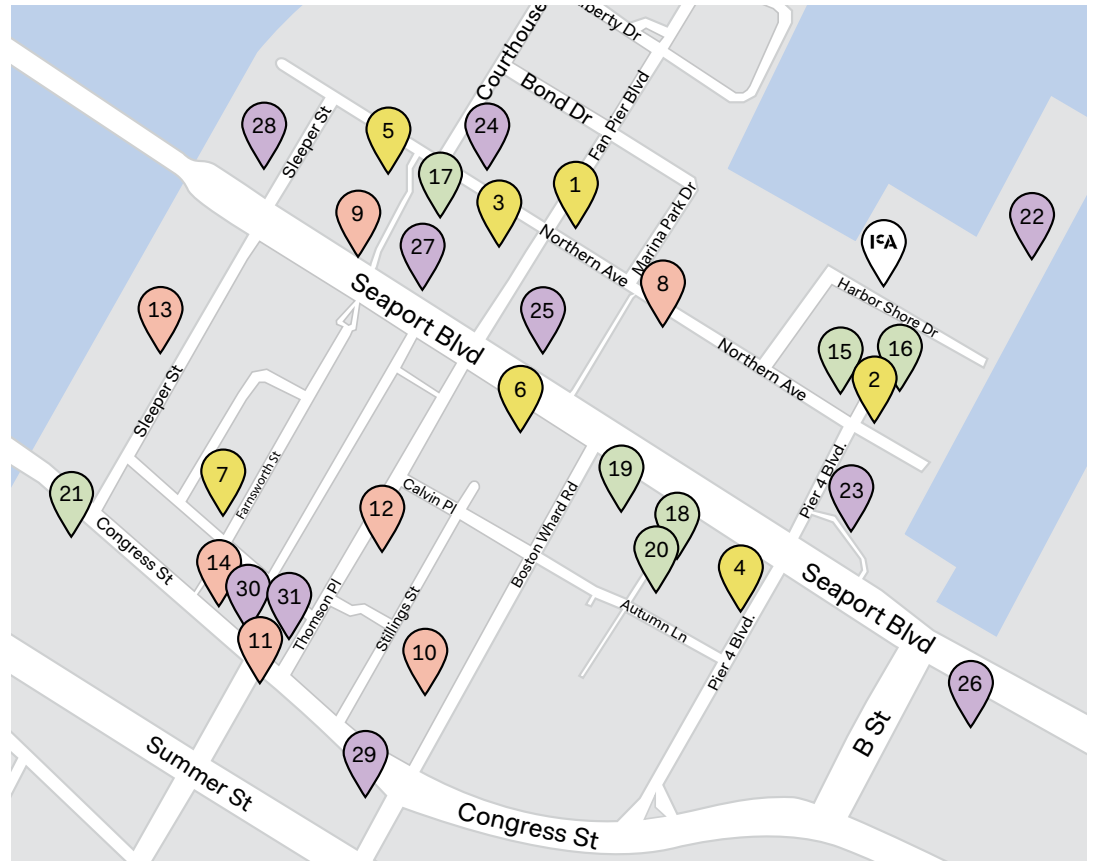 Courthouse
Liberty Dr
Bond Dr
Fan Pier Blvd
Sleeper St
28
5
24
17
1
3
9
27
Marina Park Dr
22
ICA
Northern Ave
8
Harbor Shore Dr
13
25
Seaport Blvd
15
16
2
Northern Ave
6
Sleeper St
7
Farnsworth St
21
Calvin Pl
19
Pier 4 Blvd.
23
12
18
Boston Whard Rd
20
4
Congress St
14
30
31
Thomson Pl
Stillings St
Autumn Ln
Seaport Blvd
11
10
Pier 4 Blvd.
26
B St
29
Summer St
Congress St